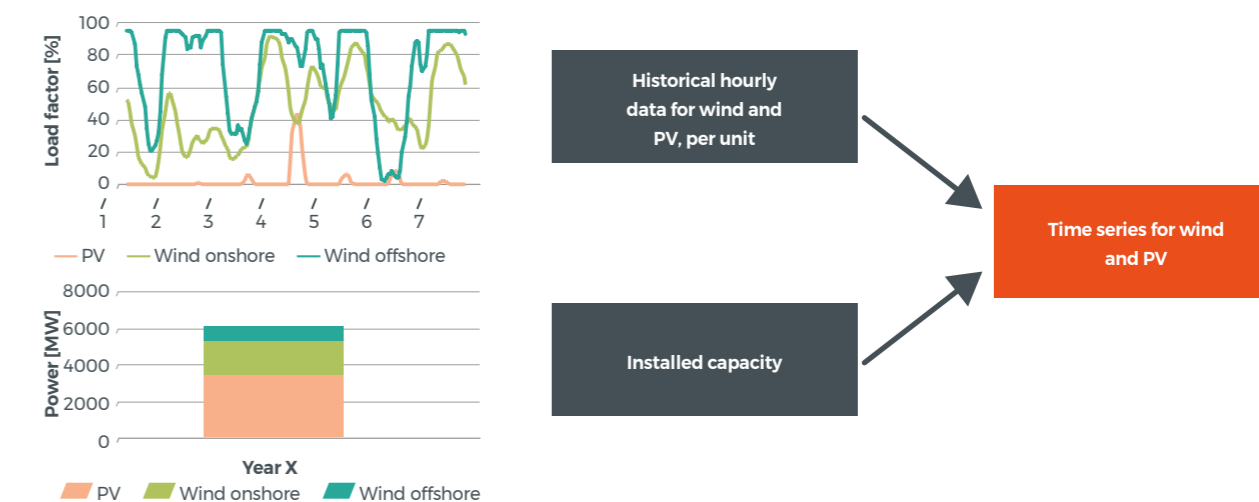 Load factor [%]
100
80
60
40
20
0
1 2 3 4 5 6 7
PV Wind onshore Wind offshore
Power [MW]
8000
6000
4000
2000
0
Year X
PV Wind onshore Wind offshore
Historical hourly
data for wind and
PV, per unit
Installed capacity
Time series for wind
and PV